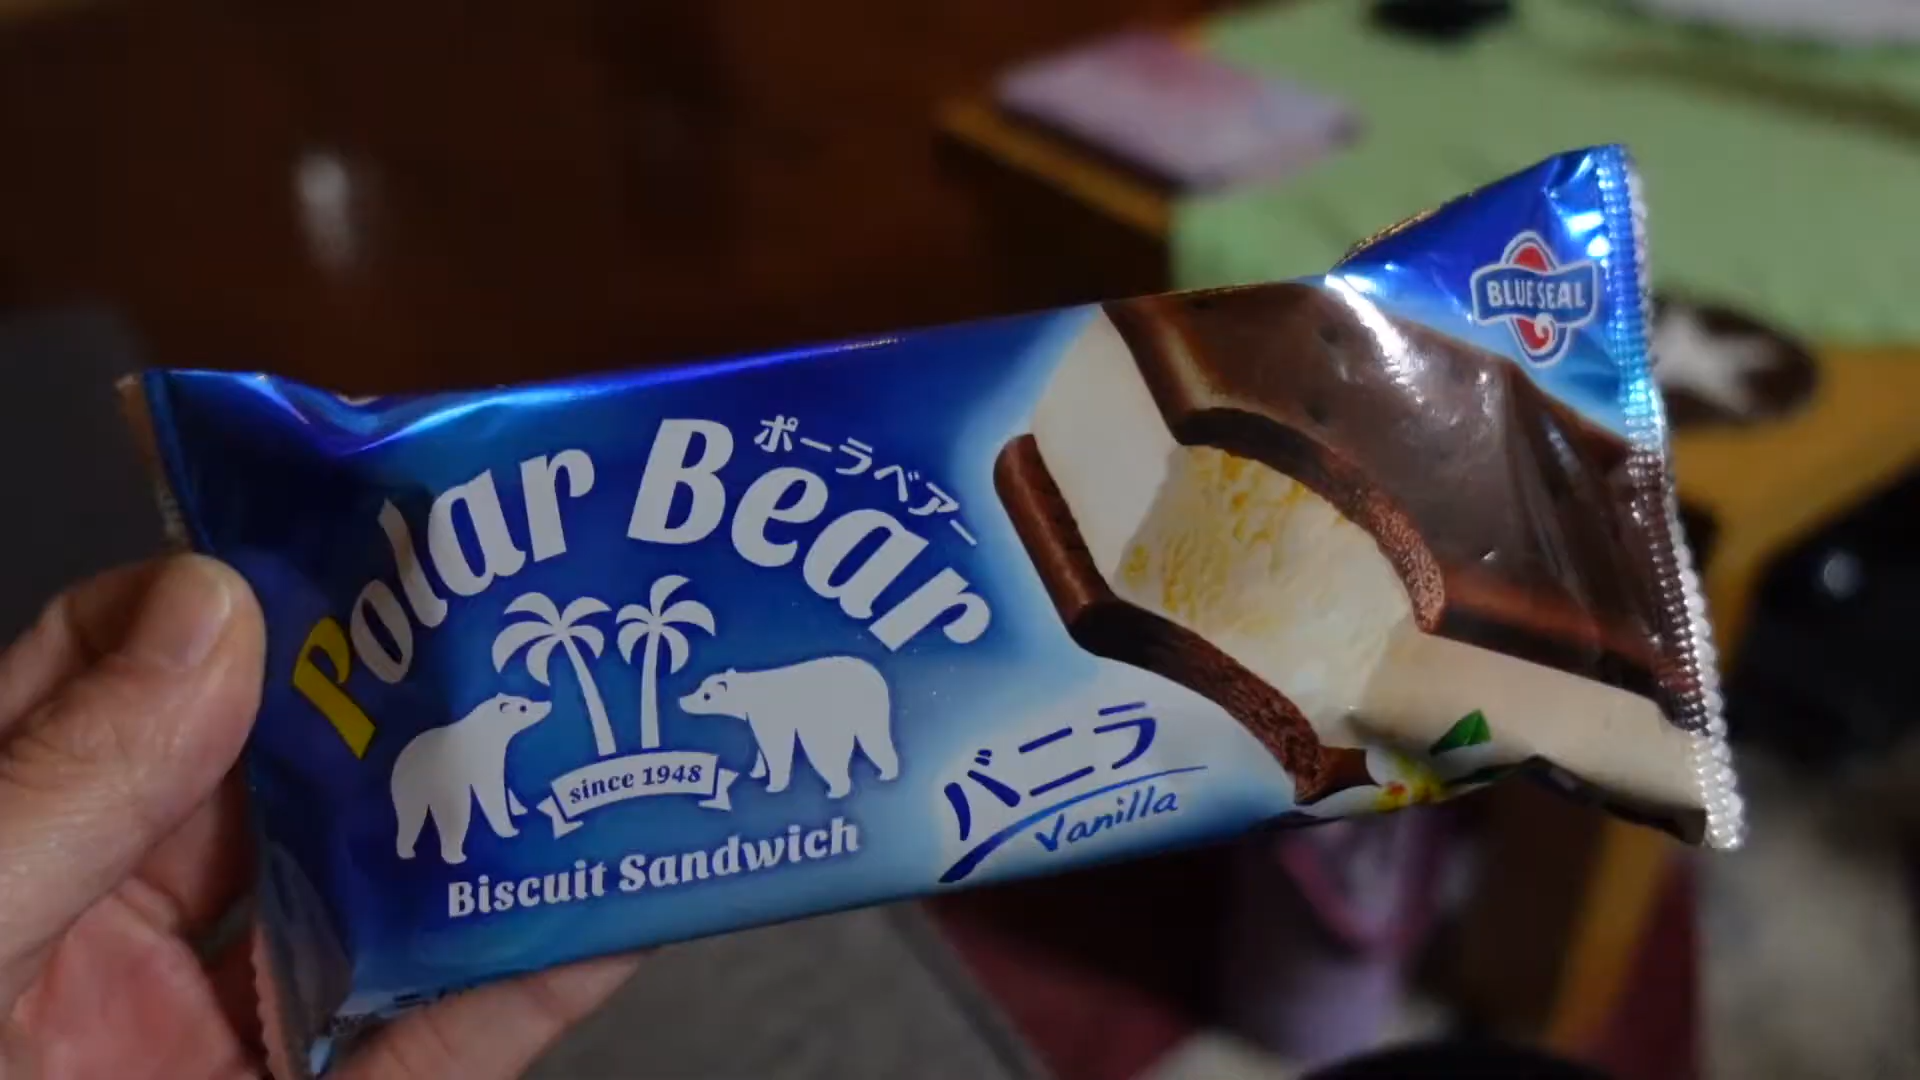 BLUE SEAL
ポーラベアー
Polar Bear
since 1948
Biscuit Sandwich
バニラ
Vanilla